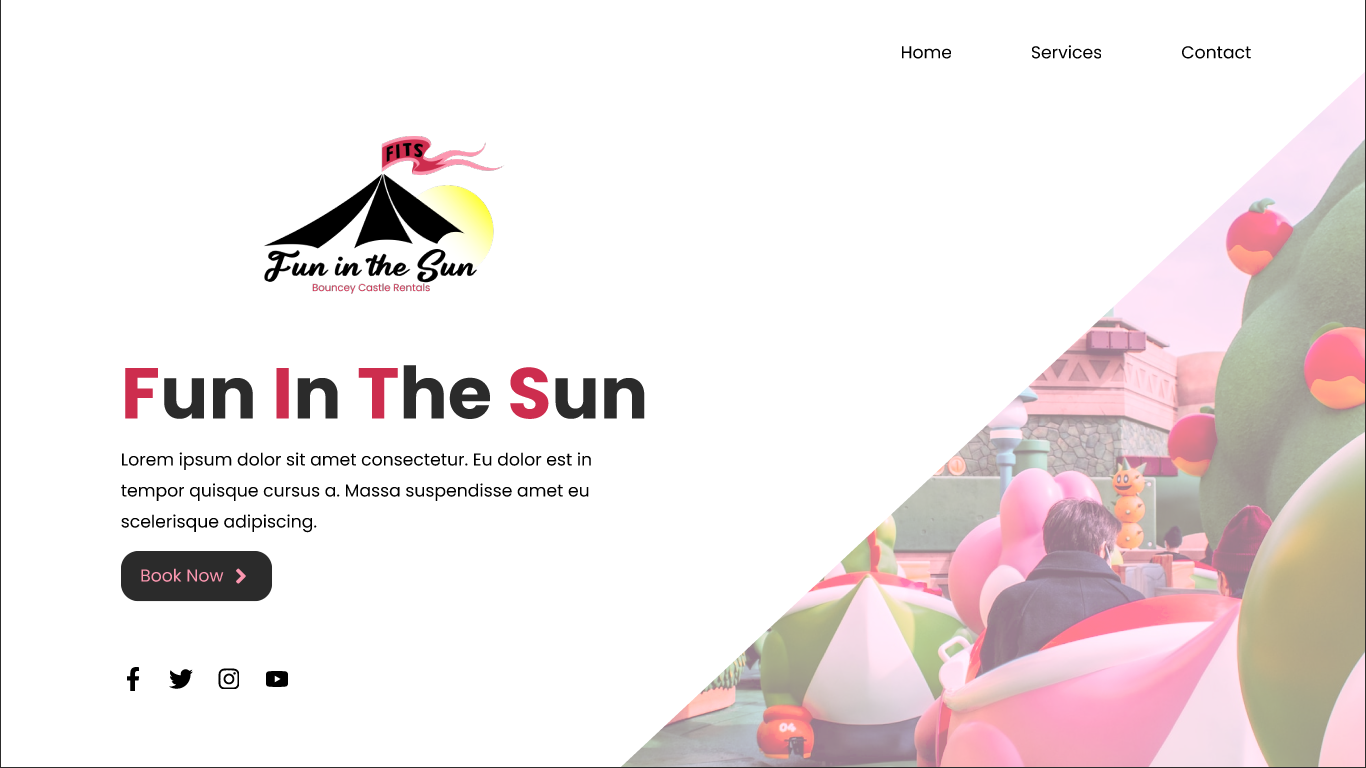 Home Services Contact
FITS
Fun in the Sun
Bouncey Castle Rentals
Fun In The Sun
Lorem ipsum dolor sit amet consectetur. Eu dolor est in
tempor quisque cursus a. Massa suspendisse amet eu
scelerisque adipiscing.
Book Now
04